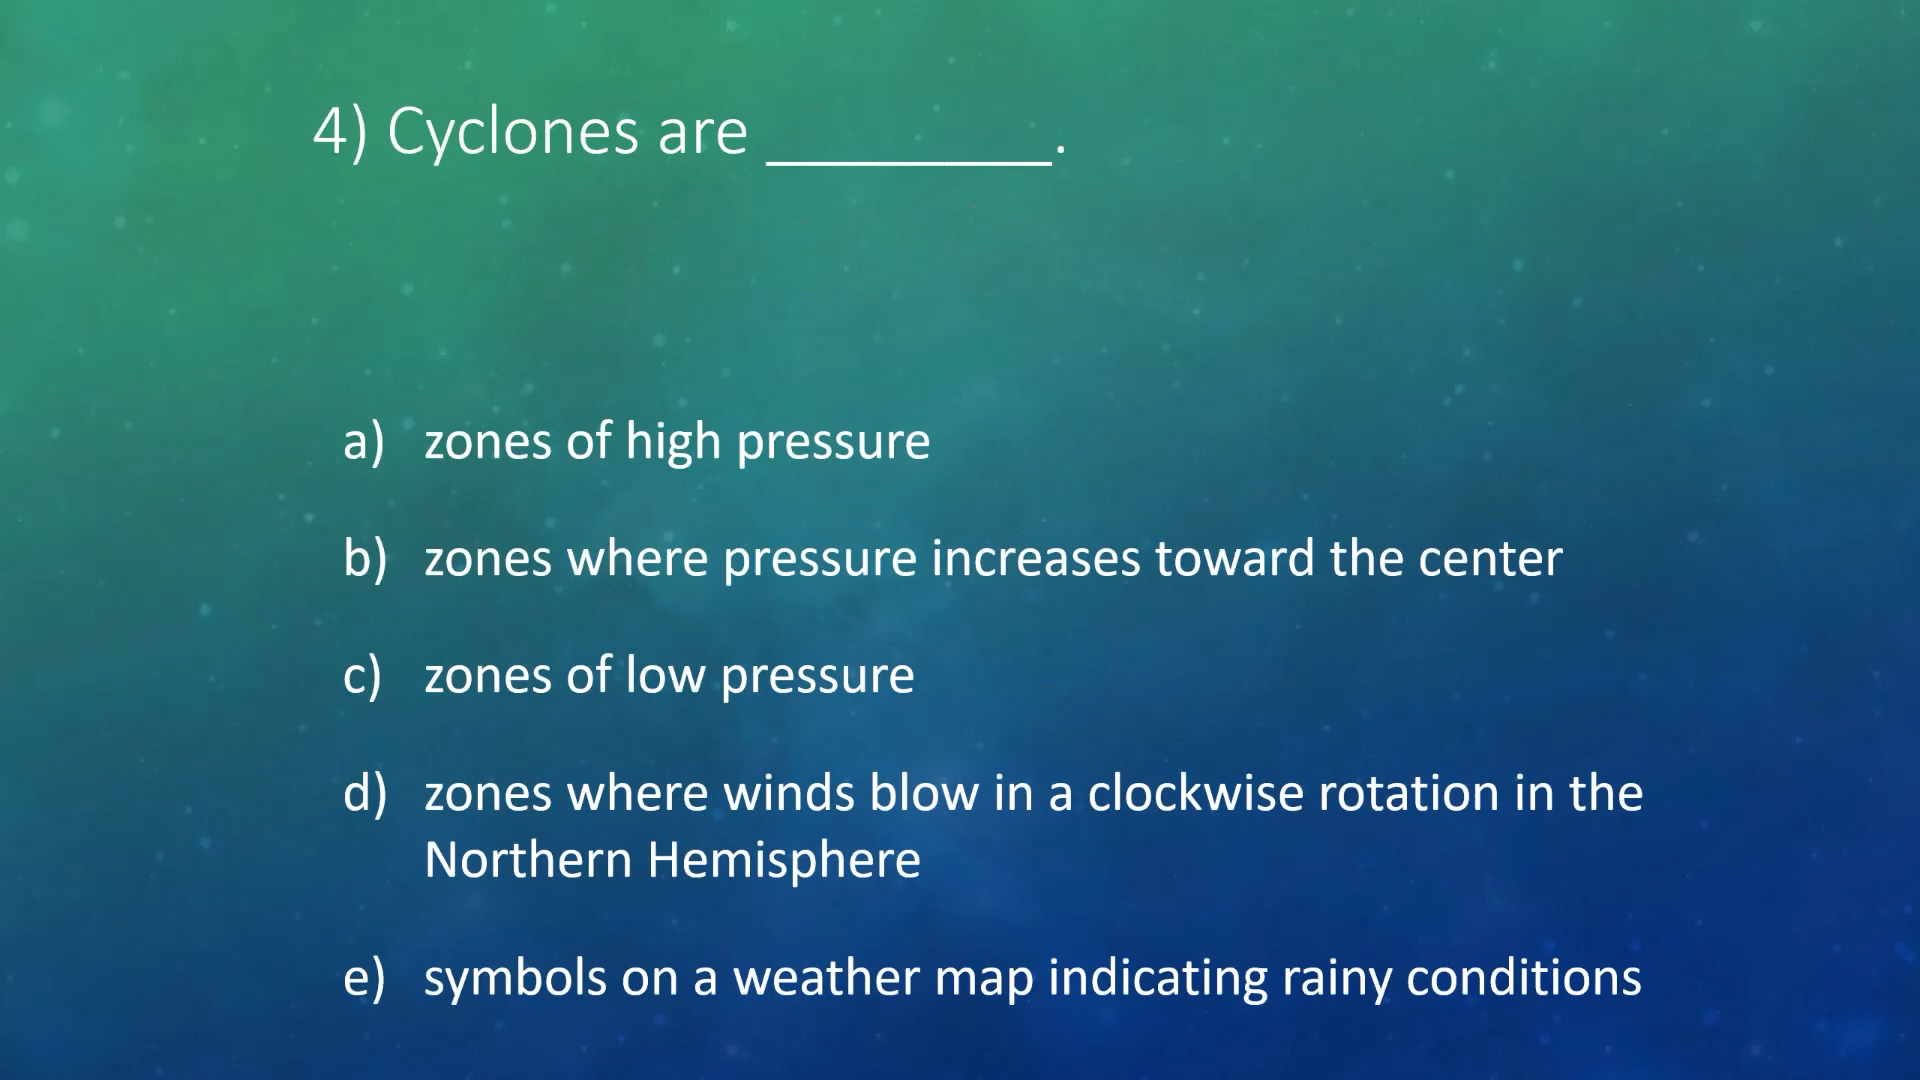 4) Cyclones are _________.
a) zones of high pressure
b) zones where pressure increases toward the center
c) zones of low pressure
d) zones where winds blow in a clockwise rotation in the
Northern Hemisphere
e) symbols on a weather map indicating rainy conditions